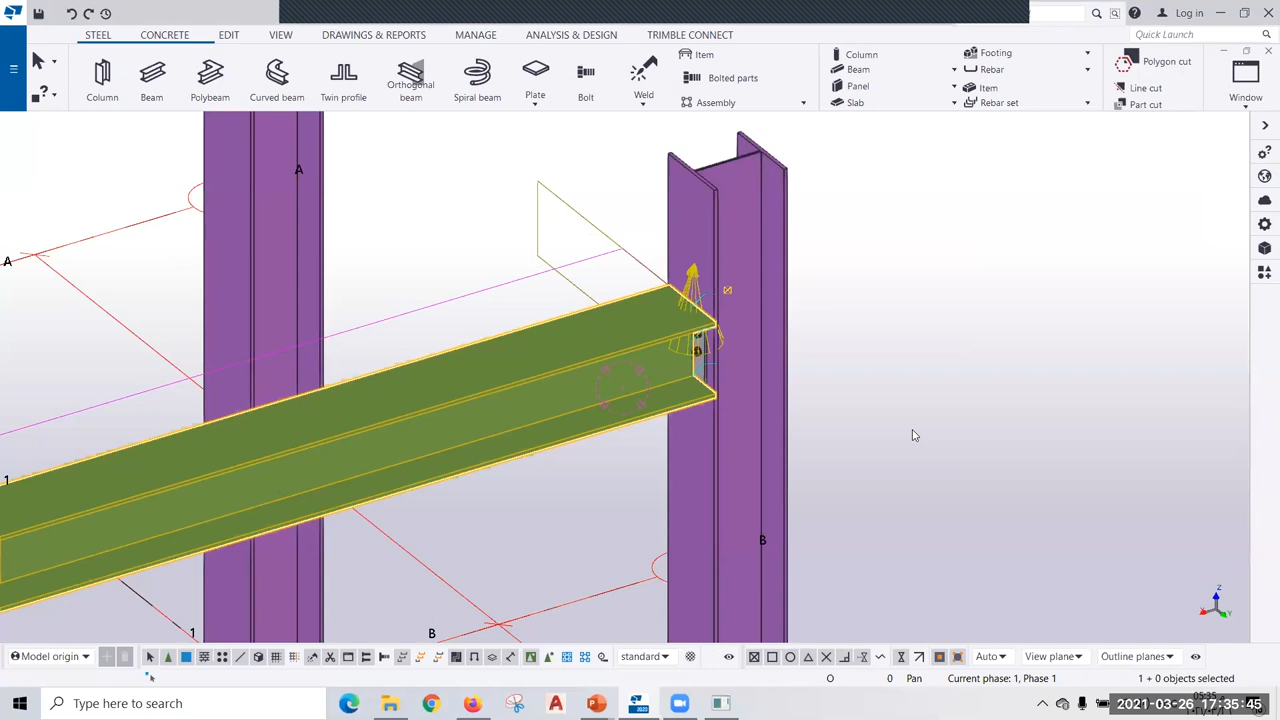 Log in
STEEL CONCRETE EDIT VIEW DRAWINGS & REPORTS MANAGE ANALYSIS & DESIGN TRIMBLE CONNECT
Quick Launch
Column
Beam
Polybeam
Curved beam
Twin profile
Orthogonal
beam
Spiral beam
Plate
Bolt
Weld
Item
Bolted parts
Assembly
Column
Beam
Panel
Slab
Footing
Rebar
Item
Rebar set
Polygon cut
Line cut
Part cut
Window
A
A
1
B
1
B
Z
X
Y
Model origin
standard
Auto
View plane
Outline planes
O 0 Pan Current phase: 1, Phase 1 1 + 0 objects selected
Type here to search
2021-03-26 17:35:45